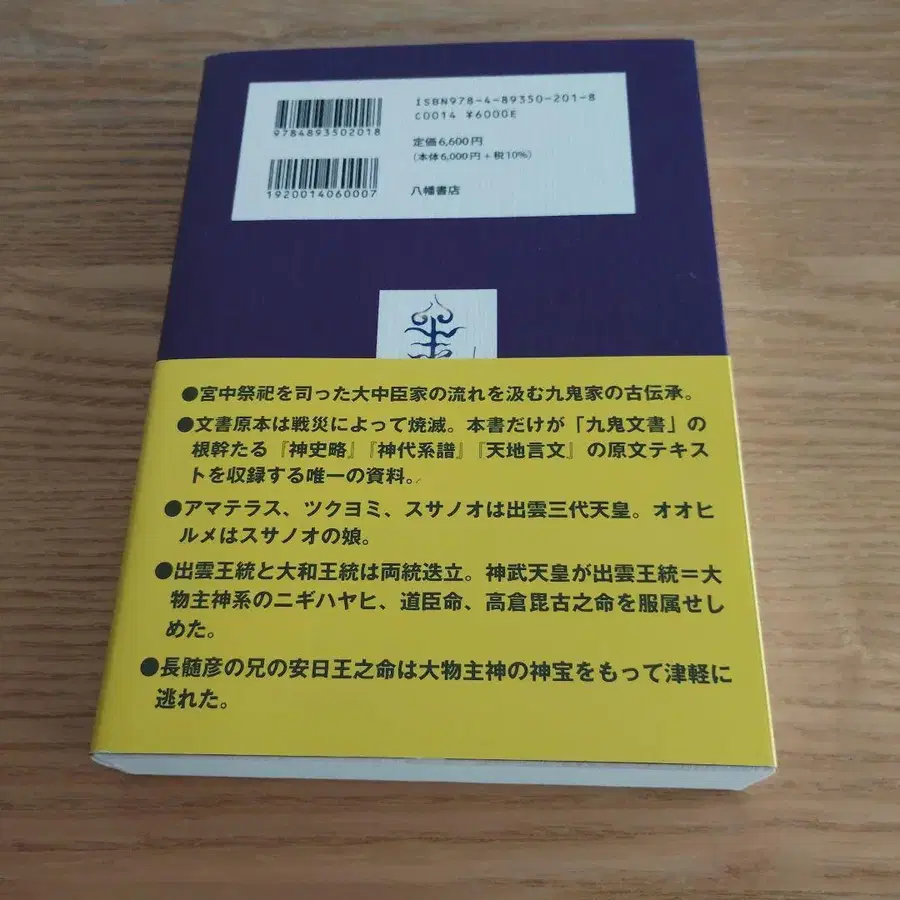 ISBN978-4-89350-201-8
C0014 ¥6000E
9784893502018
定価6,600円
(本体6,000円+税10%)
1920014060007
八幡書店
●宮中祭祀を司った大中臣家の流れを汲む九鬼家の古伝承。
●文書原本は戦災によって焼滅。本書だけが「九鬼文書」の
根幹たる『神史略』『神代系譜』『天地言文』の原文テキス
トを収録する唯一の資料。
●アマテラス、ツクヨミ、スサノオは出雲三代天皇。オオヒ
ルメはスサノオの娘。
●出雲王統と大和王統は両統迭立。神武天皇が出雲王統=大
物主神系のニギハヤヒ、道臣命、高倉毘古之命を服属せし
めた。
●長髄彦の兄の安日王之命は大物主神の神宝をもって津軽に
逃れた。